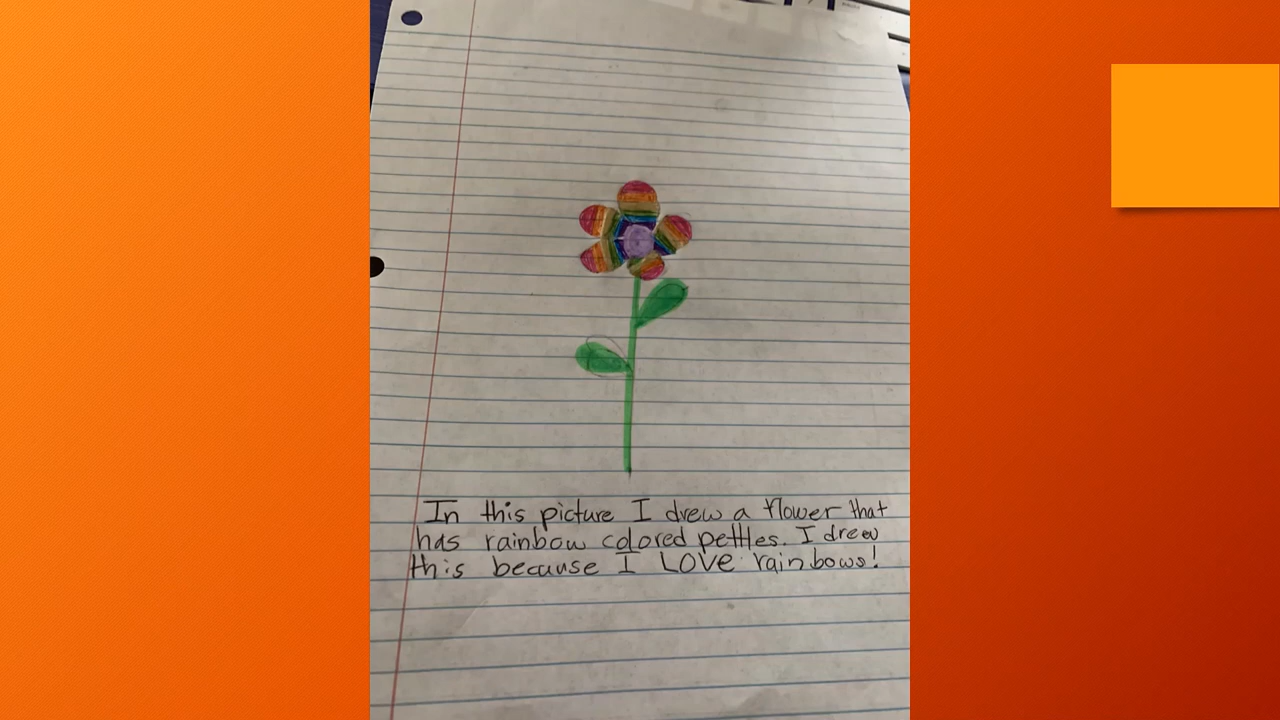 In this picture I drew a flower that
has rainbow colored pettles. I drew
this because I LOVE rainbows!